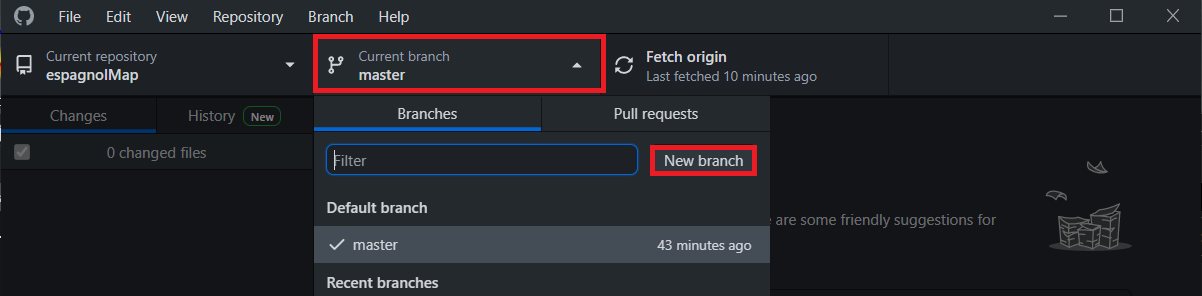 File Edit View Repository Branch Help
Current repository
espagnolMap
Current branch
master
Fetch origin
Last fetched 10 minutes ago
Changes
History New
0 changed files
Branches
Pull requests
Filter
New branch
Default branch
master 43 minutes ago
Recent branches
e are some friendly suggestions for